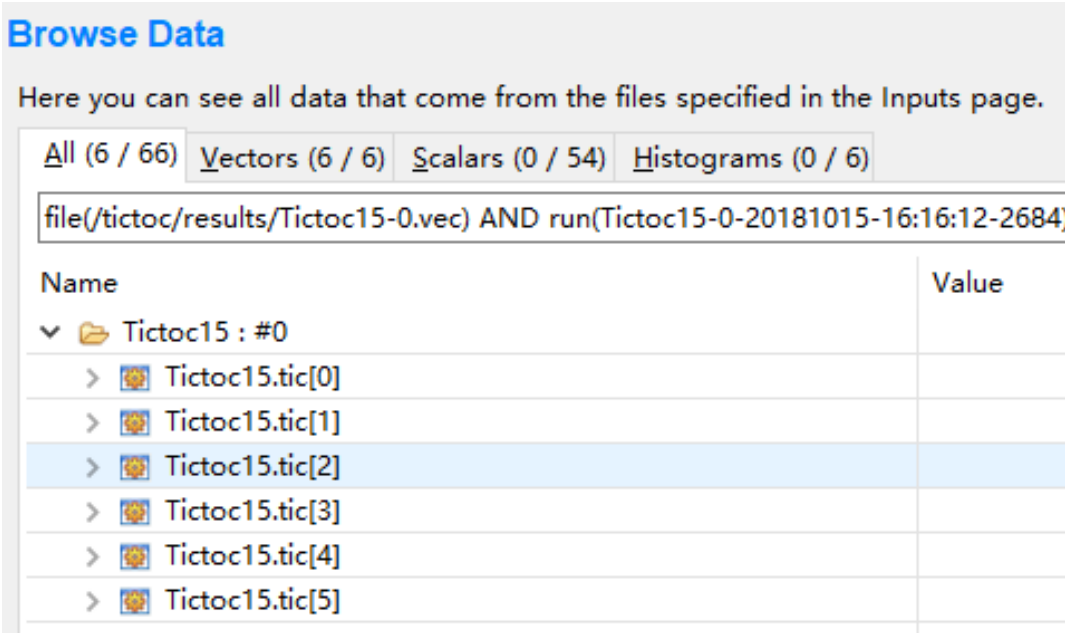 Browse Data
Here you can see all data that come from the files specified in the Inputs page.
All (6 / 66) Vectors (6 / 6) Scalars (0 / 54) Histograms (0 / 6)
file(/tictoc/results/Tictoc15-0.vec) AND run(Tictoc15-0-20181015-16:16:12-2684)
Name Value
Tictoc15 : #0
Tictoc15.tic[0]
Tictoc15.tic[1]
Tictoc15.tic[2]
Tictoc15.tic[3]
Tictoc15.tic[4]
Tictoc15.tic[5]